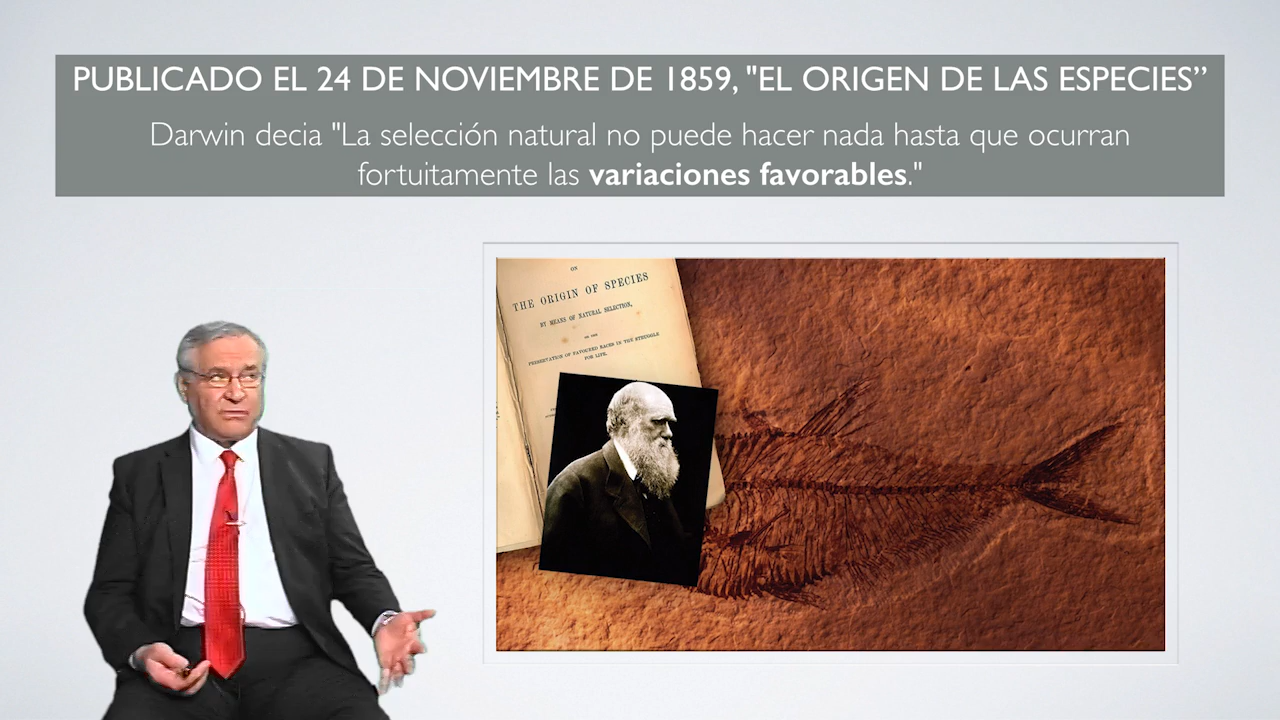 PUBLICADO EL 24 DE NOVIEMBRE DE 1859, "EL ORIGEN DE LAS ESPECIES”
Darwin decia "La selección natural no puede hacer nada hasta que ocurran
fortuitamente las variaciones favorables."
ON
THE ORIGIN OF SPECIES
BY MEANS OF NATURAL SELECTION,
OR THE
PRESERVATION OF FAVOURED RACES IN THE STRUGGLE
FOR LIFE.